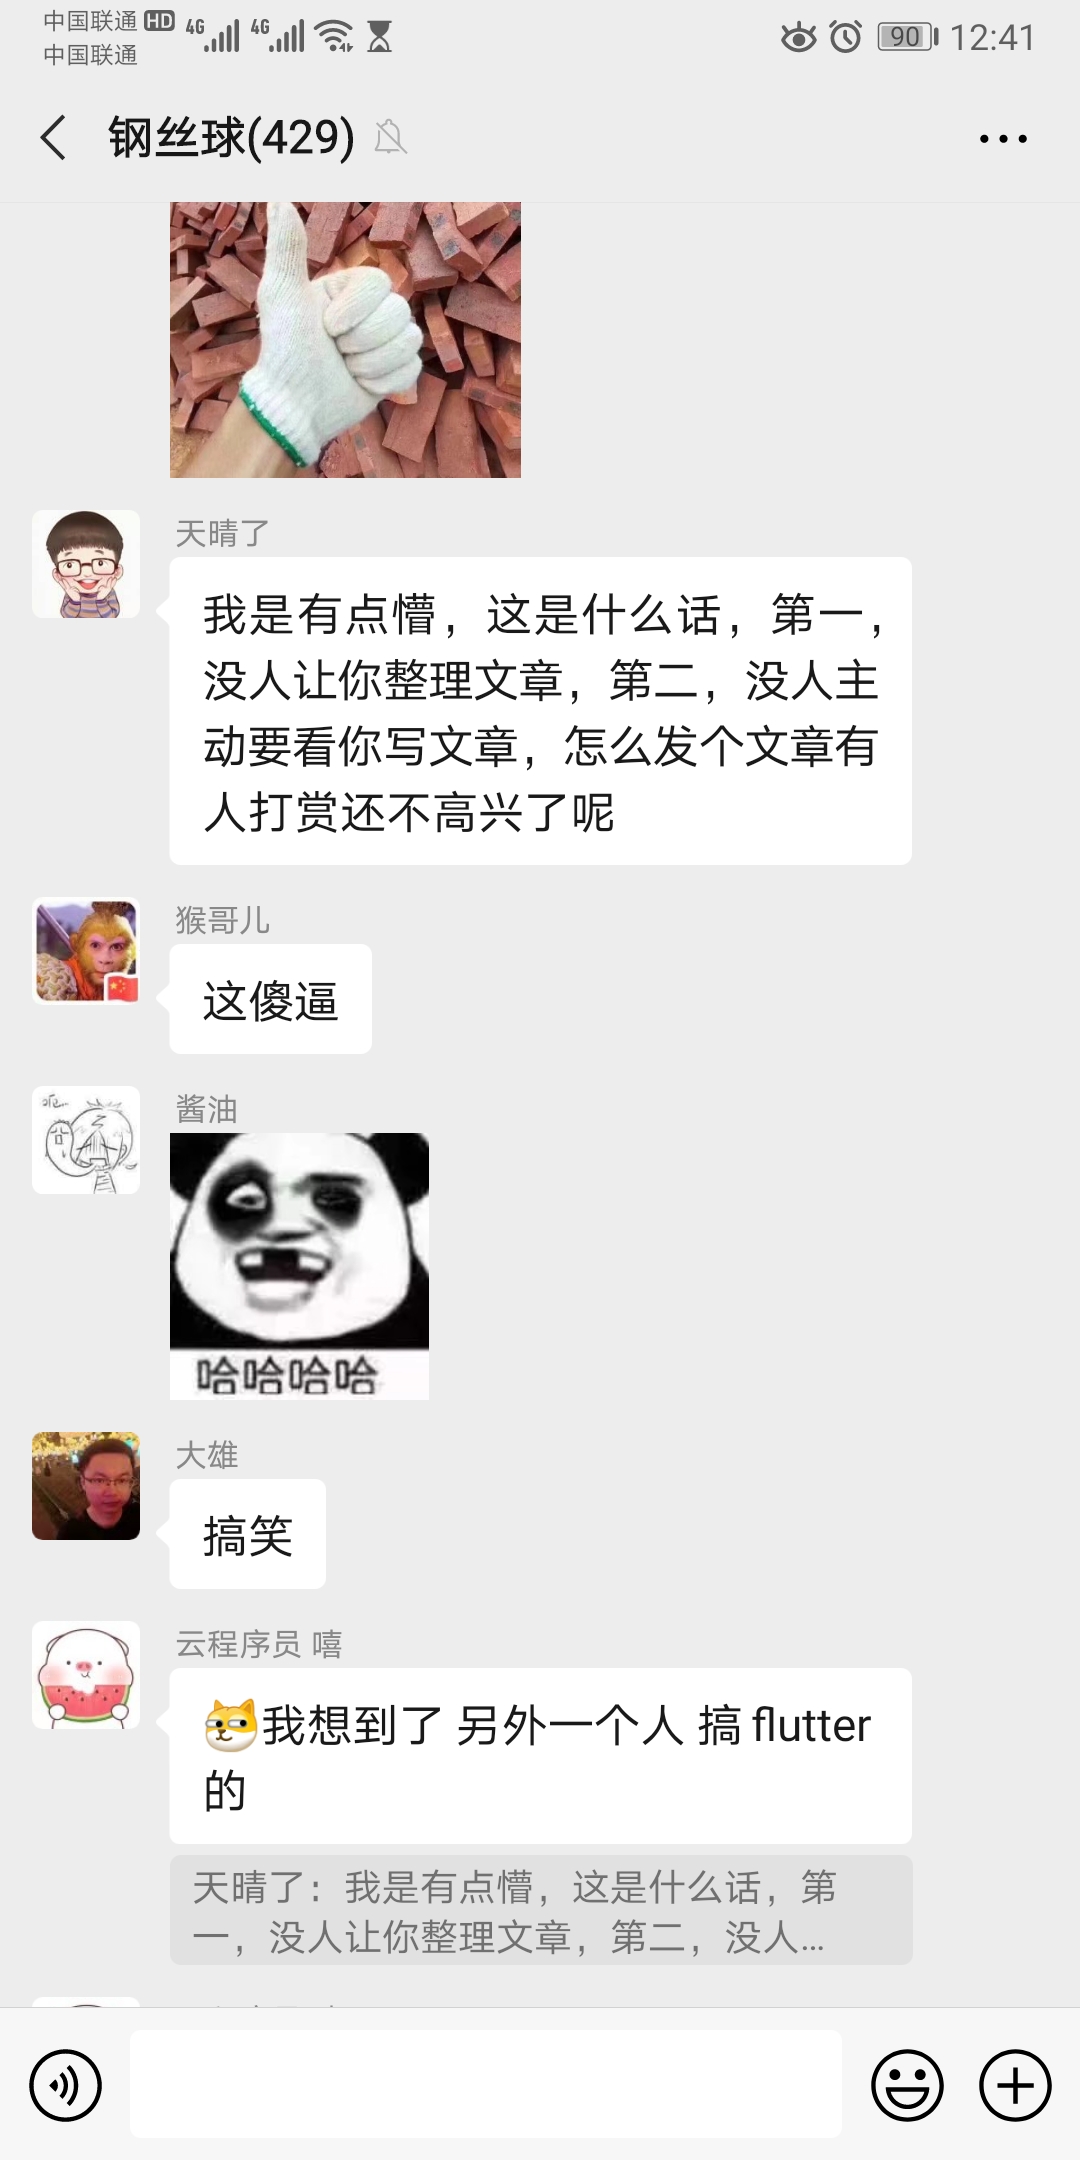 中国联通 HD 4G 4G 90 12:41
中国联通
钢丝球(429)
天晴了
我是有点懵，这是什么话，第一，
没人让你整理文章，第二，没人主
动要看你写文章，怎么发个文章有
人打赏还不高兴了呢
猴哥儿
这傻逼
酱油
哈哈哈哈
大雄
搞笑
云程序员 嘻
我想到了 另外一个人 搞 flutter
的
天晴了：我是有点懵，这是什么话，第
一，没人让你整理文章，第二，没人...